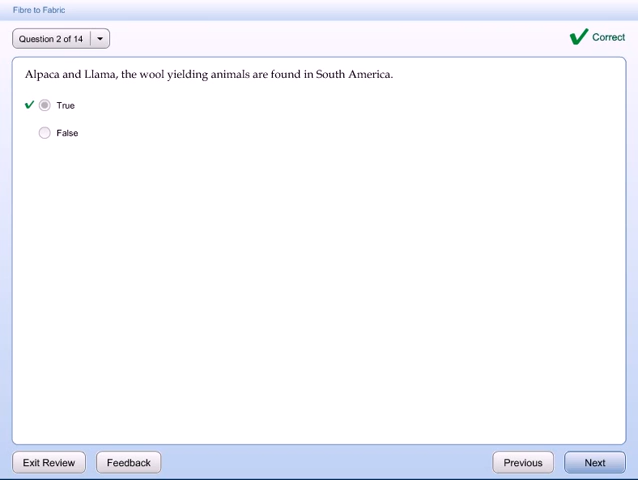 Fibre to Fabric
Question 2 of 14
Correct
Alpaca and Llama, the wool yielding animals are found in South America.
True
False
Exit Review
Feedback
Previous
Next